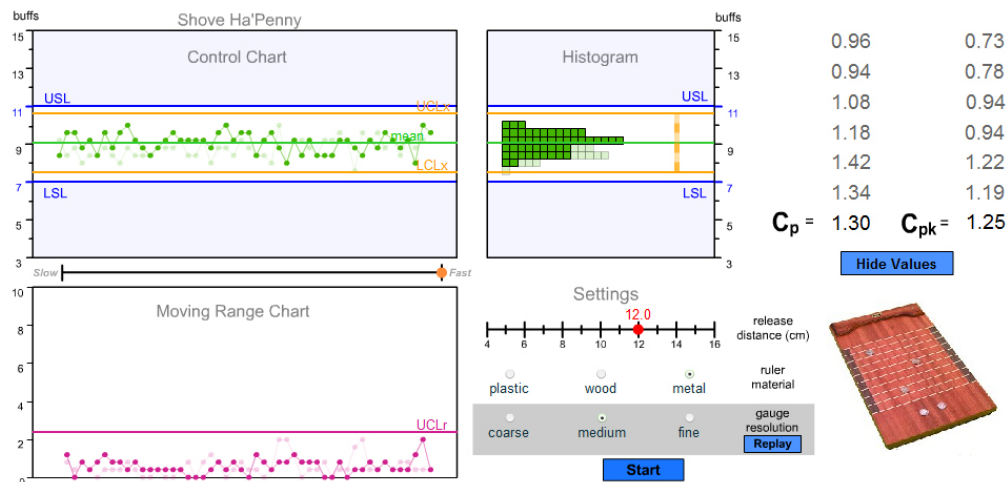 Shove Ha'Penny
buffs
15
13
11
9
7
5
3
Control Chart
USL
UCLx
mean
LCLx
LSL
Slow
Fast
buffs
15
13
11
9
7
5
3
Histogram
USL
LSL
0.96 0.73
0.94 0.78
1.08 0.94
1.18 0.94
1.42 1.22
1.34 1.19
Cp = 1.30 Cpk = 1.25
Hide Values
10
8
6
4
2
0
Moving Range Chart
UCLr
Settings
12.0
4 6 8 10 12 14 16
release
distance (cm)
plastic wood metal
ruler
material
coarse medium fine
gauge
resolution
Replay
Start